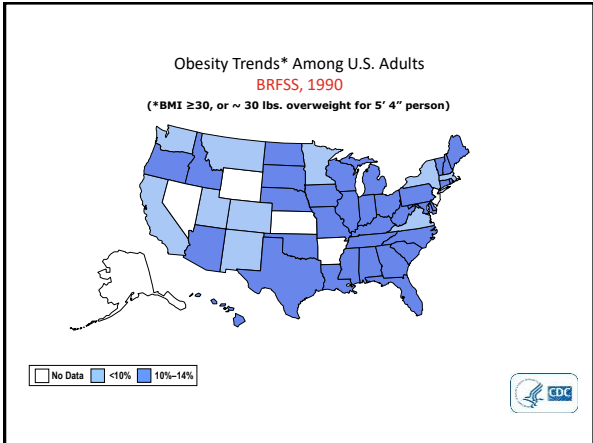 Obesity Trends* Among U.S. Adults
BRFSS, 1990
(*BMI ≥30, or ~ 30 lbs. overweight for 5' 4" person)
No Data <10% 10%–14%
CDC